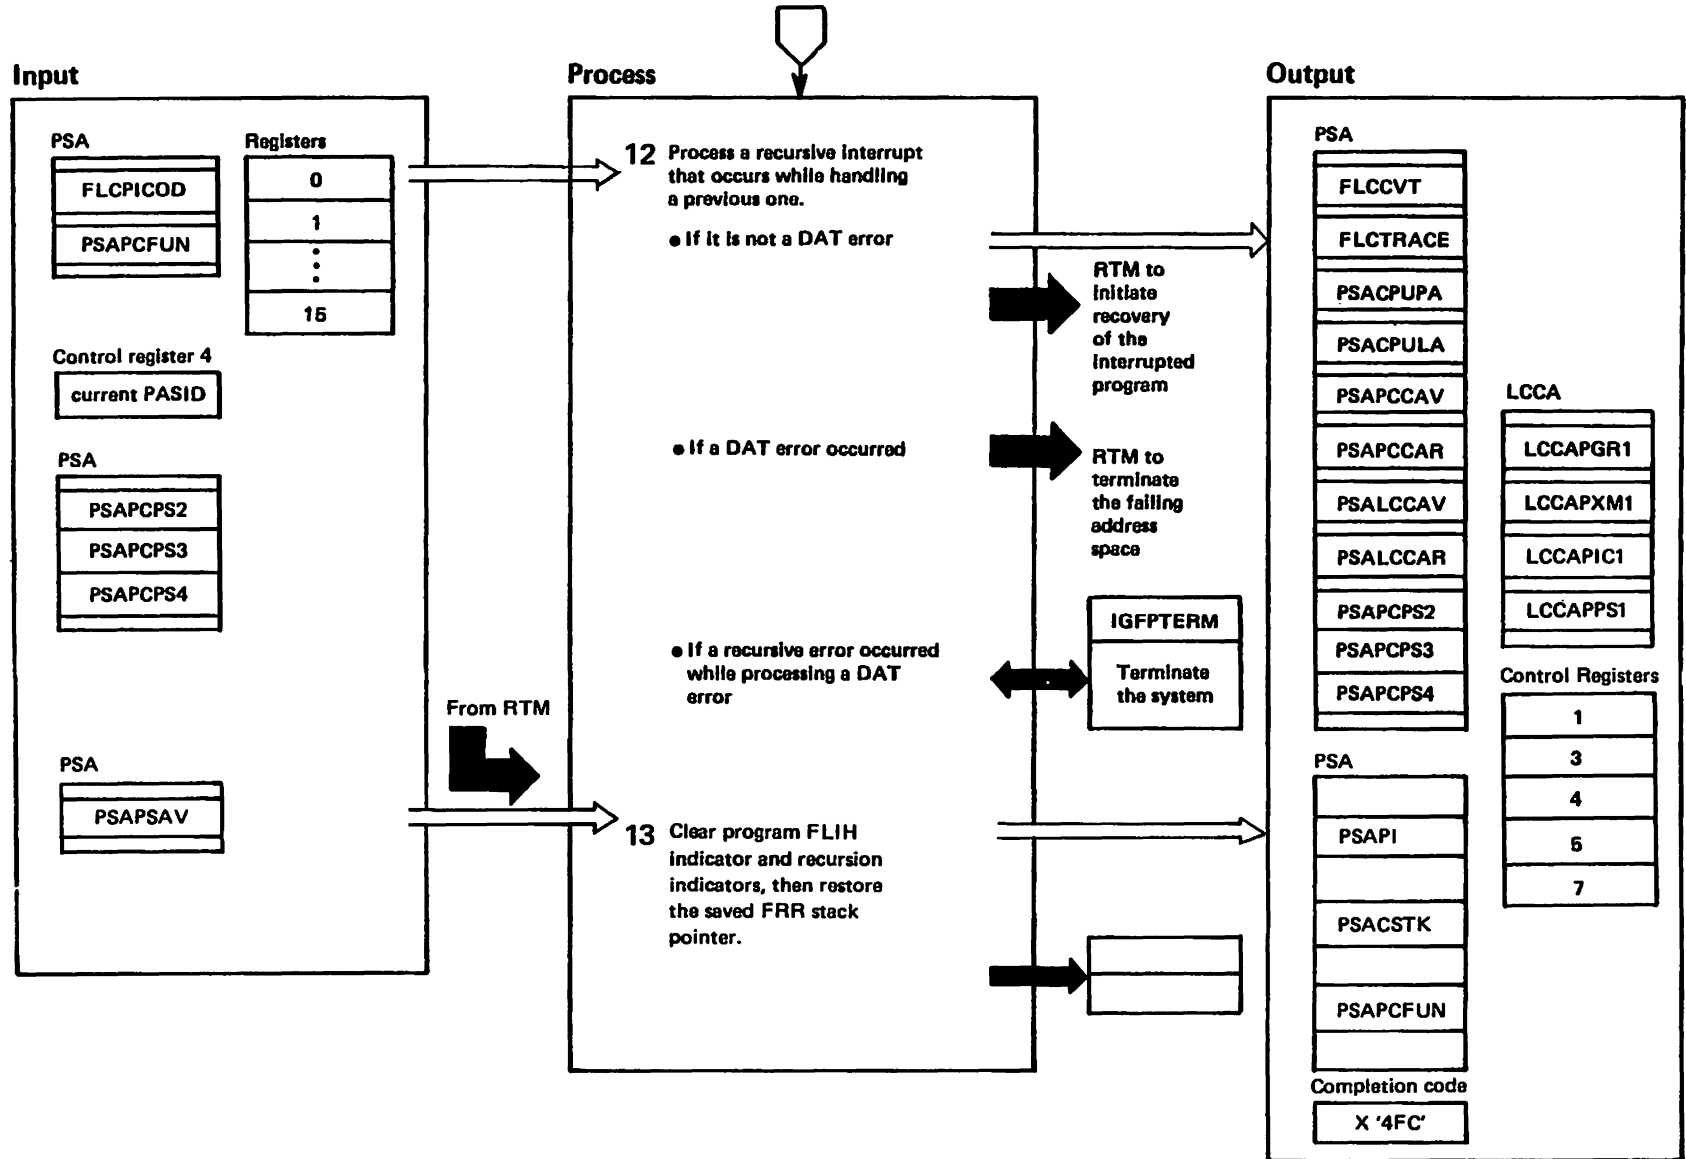 Input
PSA
FLCPICOD
PSAPCFUN
Registers
0
1
15
Control register 4
current PASID
PSA
PSAPCPS2
PSAPCPS3
PSAPCPS4
PSA
PSAPSAV
From RTM
Process
12 Process a recursive interrupt
that occurs while handling
a previous one.
● If it is not a DAT error
RTM to
initiate
recovery
of the
interrupted
program
● If a DAT error occurred
RTM to
terminate
the failing
address
space
● If a recursive error occurred
while processing a DAT
error
IGFPTERM
Terminate
the system
13 Clear program FLIH
indicator and recursion
indicators, then restore
the saved FRR stack
pointer.
Output
PSA
FLCCVT
FLCTRACE
PSACPUPA
PSACPULA
PSAPCCAV
PSAPCCAR
PSALCCAV
PSALCCAR
PSAPCPS2
PSAPCPS3
PSAPCPS4
LCCA
LCCAPGR1
LCCAPXM1
LCCAPIC1
LCCAPPS1
Control Registers
1
3
4
5
7
PSA
PSAPI
PSACSTK
PSAPCFUN
Completion code
X '4FC'